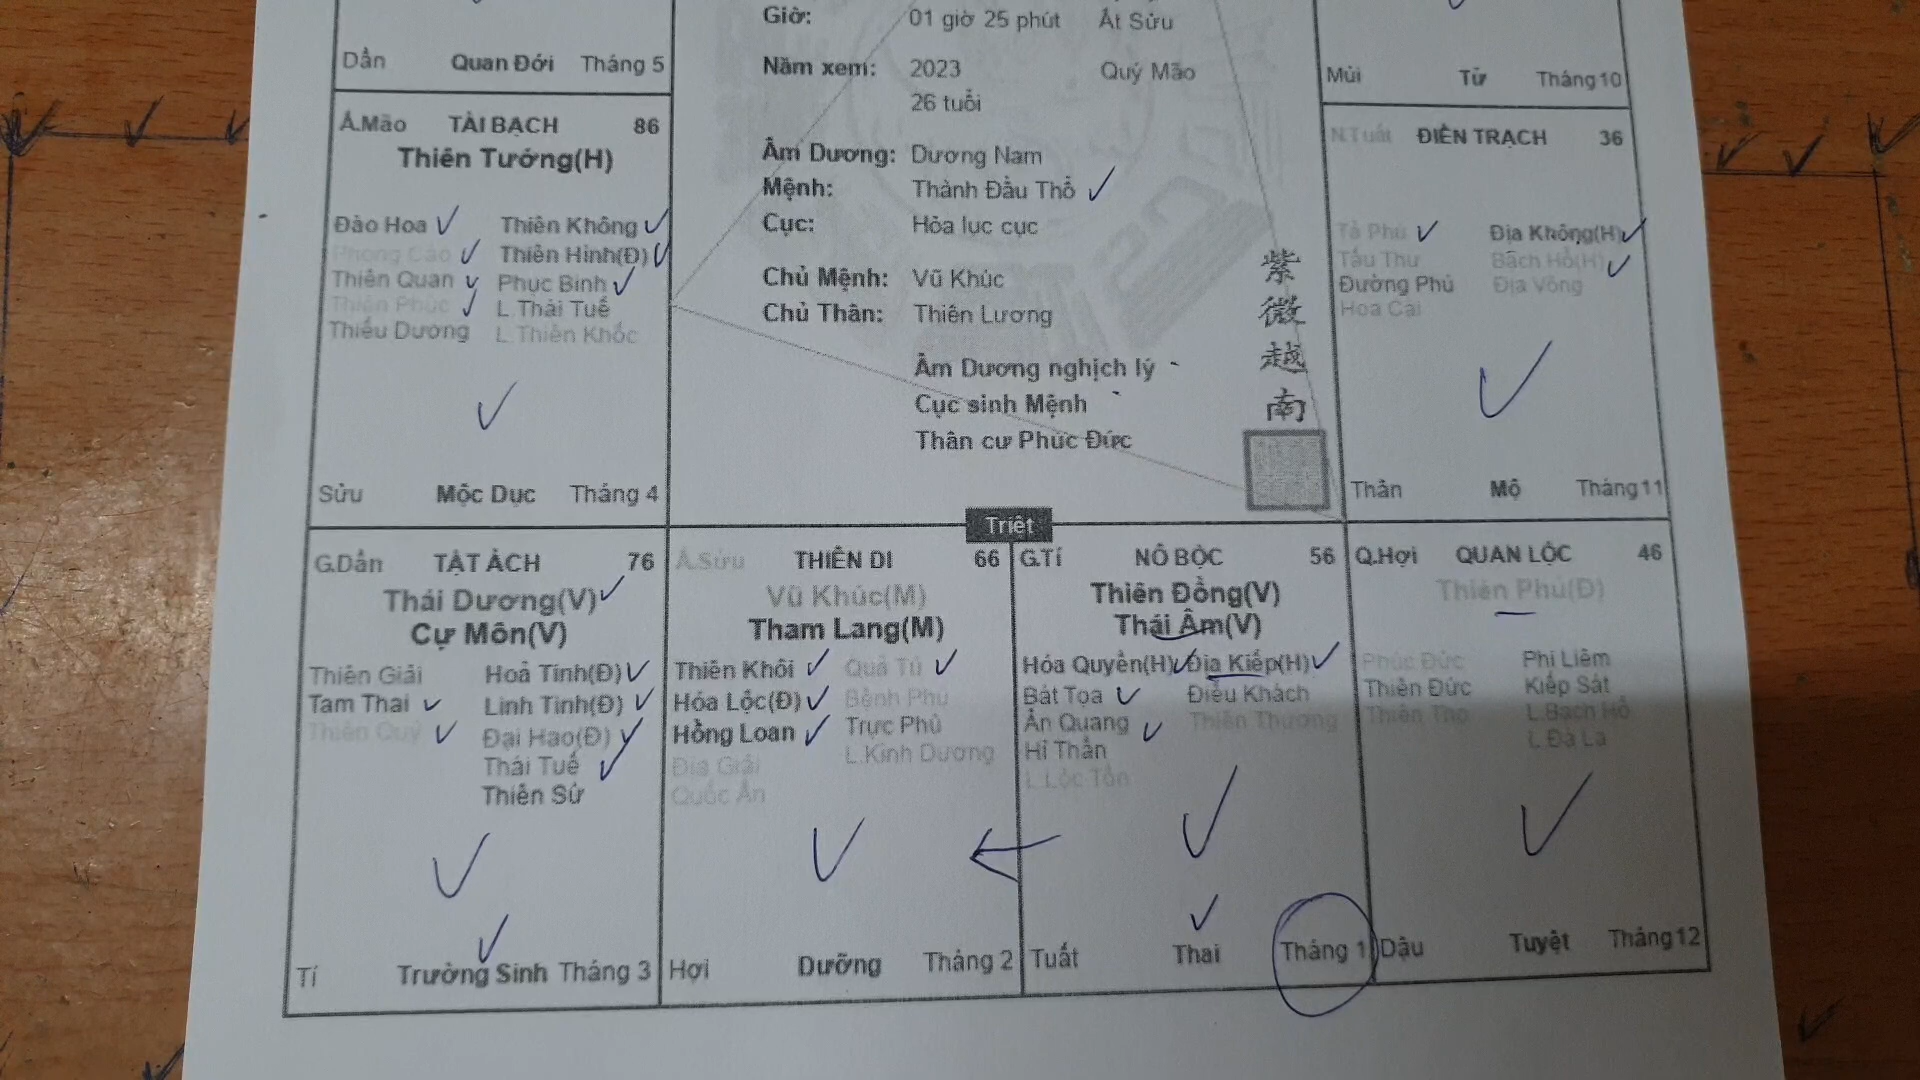 Giờ: 01 giờ 25 phút Ất Sửu
Năm xem: 2023 Quý Mão
26 tuổi
Âm Dương: Dương Nam
Mệnh: Thành Đầu Thổ
Cục: Hỏa lục cục
Chủ Mệnh: Vũ Khúc
Chủ Thân: Thiên Lương
Âm Dương nghịch lý
Cục sinh Mệnh
Thân cư Phúc Đức
紫微越南
Dần Quan Đới Tháng 5
Mùi Tử Tháng 10
Ấ.Mão TÀI BẠCH 86
Thiên Tướng(H)
Đào Hoa Thiên Không
Phong Cáo Thiên Hình(Đ)
Thiên Quan Phục Binh
Thiên Phúc L.Thái Tuế
Thiếu Dương L.Thiên Khốc
Sửu Mộc Dục Tháng 4
N.Tuất ĐIỀN TRẠCH 36
Tả Phù Địa Không(H)
Tấu Thư Bạch Hổ(H)
Đường Phù Địa Võng
Hoa Cái
Thân Mộ Tháng 11
Triệt
G.Dần TẬT ÁCH 76
Thái Dương(V)
Cự Môn(V)
Thiên Giải Hoả Tinh(Đ)
Tam Thai Linh Tinh(Đ)
Thiên Quý Đại Hao(Đ)
Thái Tuế
Thiên Sứ
Tí Trường Sinh Tháng 3
Ấ.Sửu THIÊN DI 66
Vũ Khúc(M)
Tham Lang(M)
Thiên Khôi Quả Tú
Hóa Lộc(Đ) Bệnh Phù
Hồng Loan Trực Phù
Địa Giải L.Kình Dương
Quốc Ấn
Hợi Dưỡng Tháng 2
G.Tí NÔ BỘC 56
Thiên Đồng(V)
Thái Âm(V)
Hóa Quyền(H) Địa Kiếp(H)
Bát Tọa Điếu Khách
Ân Quang Thiên Thương
Hỉ Thần
L.Lộc Tồn
Tuất Thai Tháng 1
Q.Hợi QUAN LỘC 46
Thiên Phủ(Đ)
Phúc Đức Phi Liêm
Thiên Đức Kiếp Sát
Thiên Thọ L.Bạch Hổ
L.Đà La
Dậu Tuyệt Tháng 12